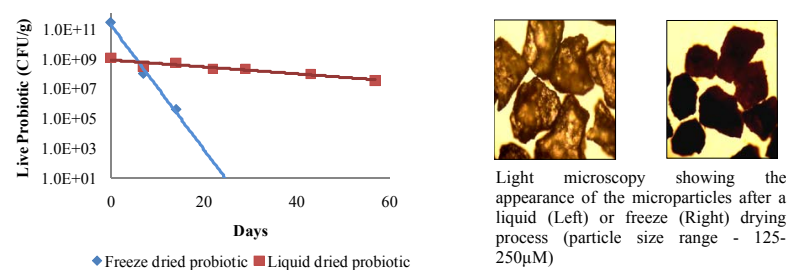 Live Probiotic (CFU/g)
1.0E+11
1.0E+09
1.0E+07
1.0E+05
1.0E+03
1.0E+01
0 20 40 60
Days
Freeze dried probiotic Liquid dried probiotic
Light microscopy showing the
appearance of the microparticles after a
liquid (Left) or freeze (Right) drying
process (particle size range - 125-
250µM)